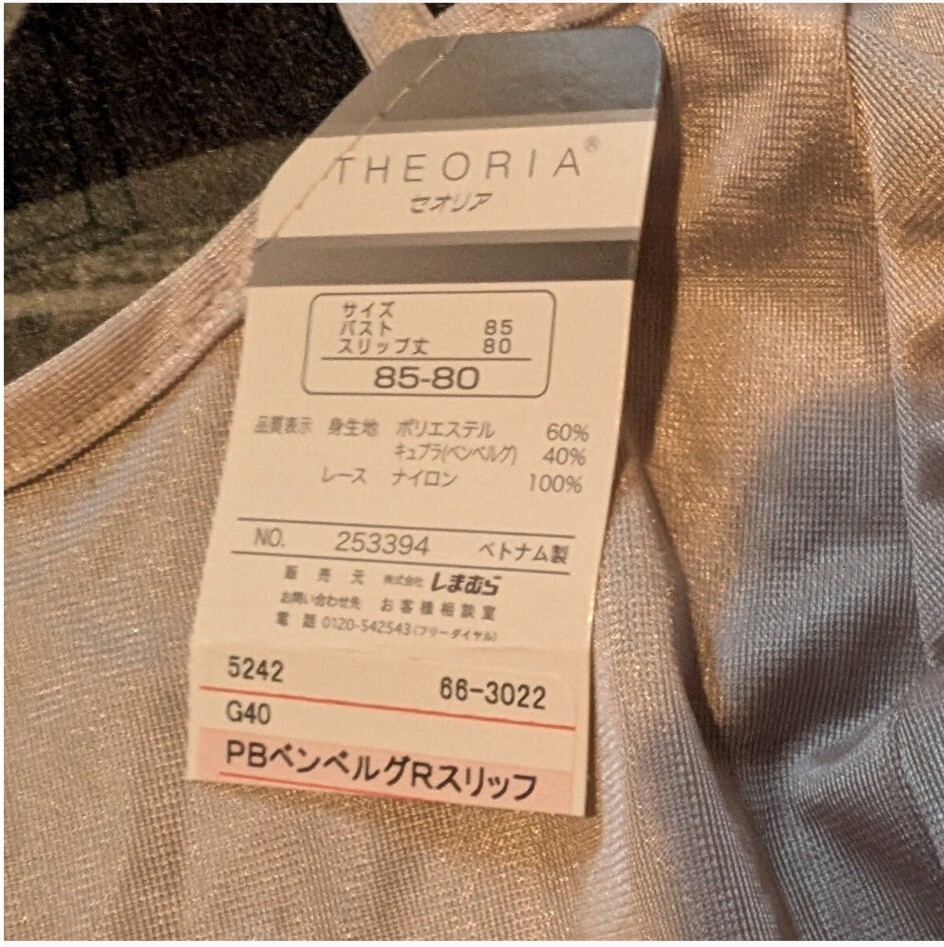 THEORIA®
セオリア
サイズ
バスト 85
スリップ丈 80
85-80
品質表示 身生地 ポリエステル 60%
キュプラ(ベンベルグ) 40%
レース ナイロン 100%
NO. 253394 ベトナム製
販売元 株式会社 しまむら
お問い合わせ先 お客様相談室
電話 0120-542543(フリーダイヤル)
5242 66-3022
G40
PBベンベルグRスリッフ